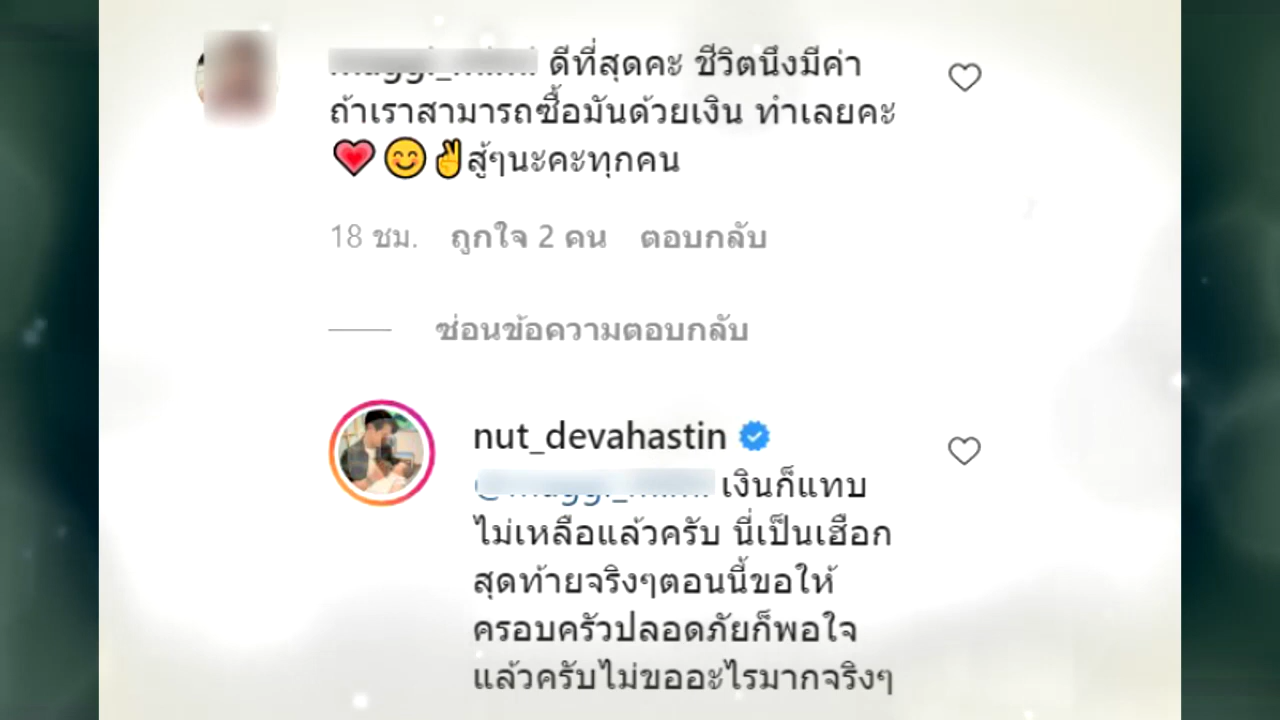 ดีที่สุดคะ ชีวิตนึงมีค่า
ถ้าเราสามารถซื้อมันด้วยเงิน ทำเลยคะ
❤️😊✌️สู้ๆนะคะทุกคน
18 ชม. ถูกใจ 2 คน ตอบกลับ
ซ่อนข้อความตอบกลับ
nut_devahastin
เงินก็แทบ
ไม่เหลือแล้วครับ นี่เป็นเฮือก
สุดท้ายจริงๆตอนนี้ขอให้
ครอบครัวปลอดภัยก็พอใจ
แล้วครับไม่ขออะไรมากจริงๆ